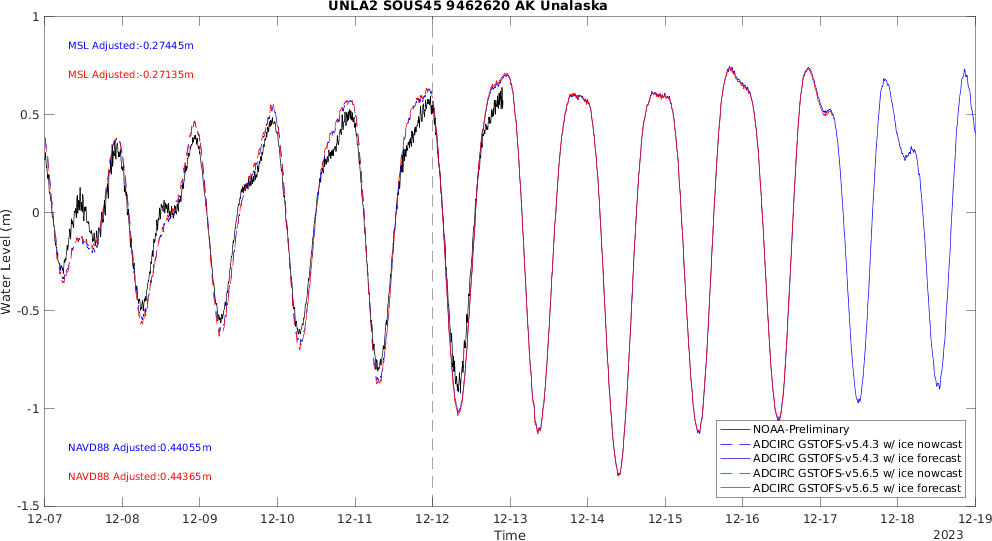 UNLA2 SOUS45 9462620 AK Unalaska
1
MSL Adjusted:-0.27445m
MSL Adjusted:-0.27135m
0.5
0
Water Level (m)
-0.5
-1
NAVD88 Adjusted:0.44055m
NAVD88 Adjusted:0.44365m
NOAA-Preliminary
ADCIRC GSTOFS-v5.4.3 w/ ice nowcast
ADCIRC GSTOFS-v5.4.3 w/ ice forecast
ADCIRC GSTOFS-v5.6.5 w/ ice nowcast
ADCIRC GSTOFS-v5.6.5 w/ ice forecast
-1.5
12-07 12-08 12-09 12-10 12-11 12-12 12-13 12-14 12-15 12-16 12-17 12-18 12-19
Time
2023